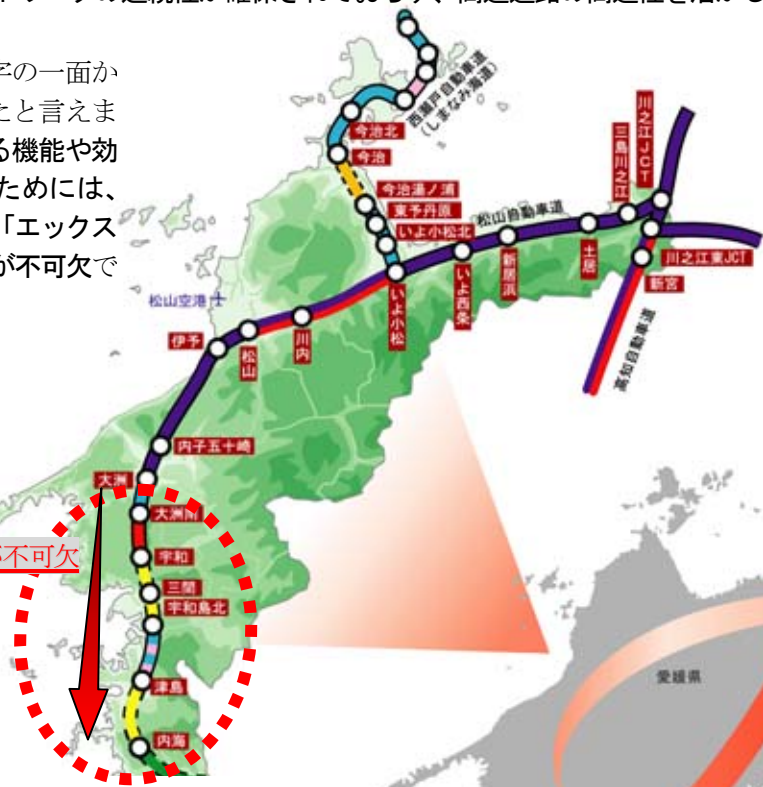 字の一面か
たと言えま
る機能や効
ためには、
「エックス
が不可欠で
西瀬戸自動車道
(しまなみ海道)
今治北
今治
今治湯ノ浦
東予丹原
いよ小松北
松山自動車道
三島川之江
川之江JCT
川之江東JCT
新宮
高知自動車道
土居
新居浜
いよ西条
いよ小松
松山空港
川内
松山
伊予
内子五十崎
大洲
大洲南
不可欠
宇和
三間
宇和島北
津島
内海
愛媛県